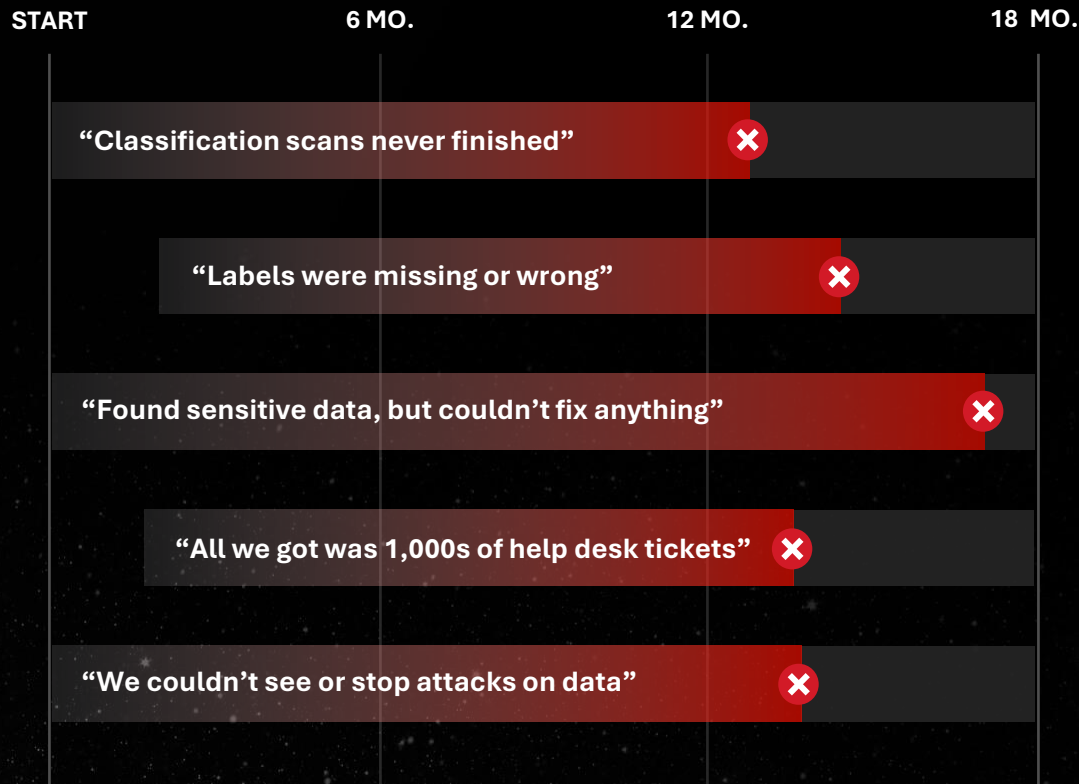 START 6 MO. 12 MO. 18 MO.
“Classification scans never finished”
“Labels were missing or wrong”
“Found sensitive data, but couldn’t fix anything”
“All we got was 1,000s of help desk tickets”
“We couldn’t see or stop attacks on data”